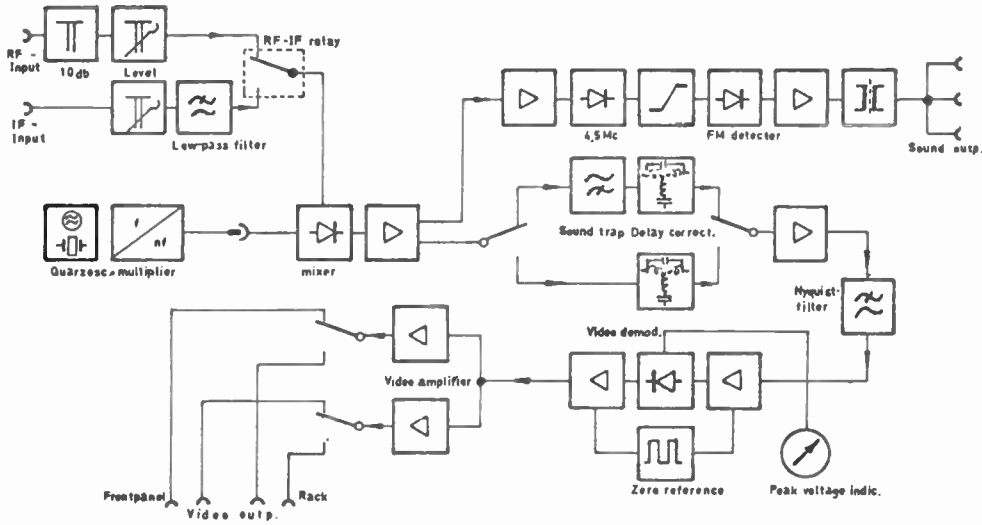 RF-
Input
10db
Level
RF-IF relay
IF-
Input
Low-pass filter
4,5Mc
FM detecter
Sound outp.
f
nf
Quarzosc. multiplier
mixer
Sound trap Delay correct.
Nyquist-
filter
Video demod.
Video amplifier
Zero reference
Peak voltage indic.
Frontpanel
Rack
Video outp.